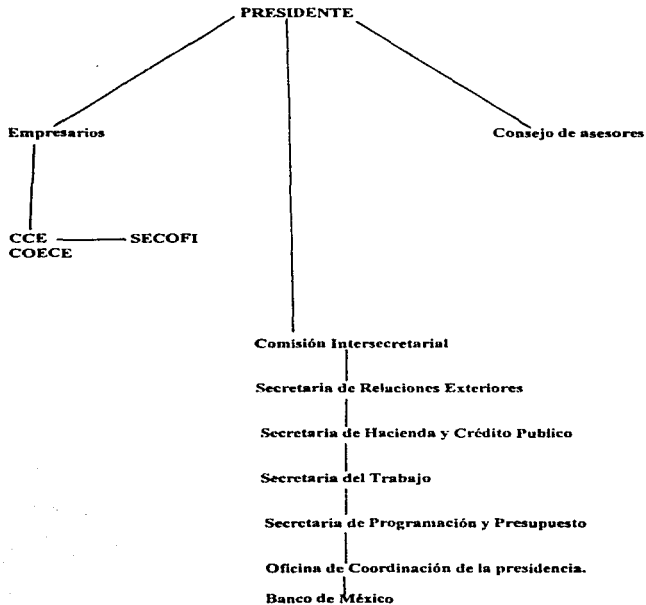 PRESIDENTE
Empresarios
Consejo de asesores
CCE
SECOFI
COECE
Comisión Intersecretarial
Secretaria de Relaciones Exteriores
Secretaria de Hacienda y Crédito Publico
Secretaria del Trabajo
Secretaria de Programación y Presupuesto
Oficina de Coordinación de la presidencia.
Banco de México